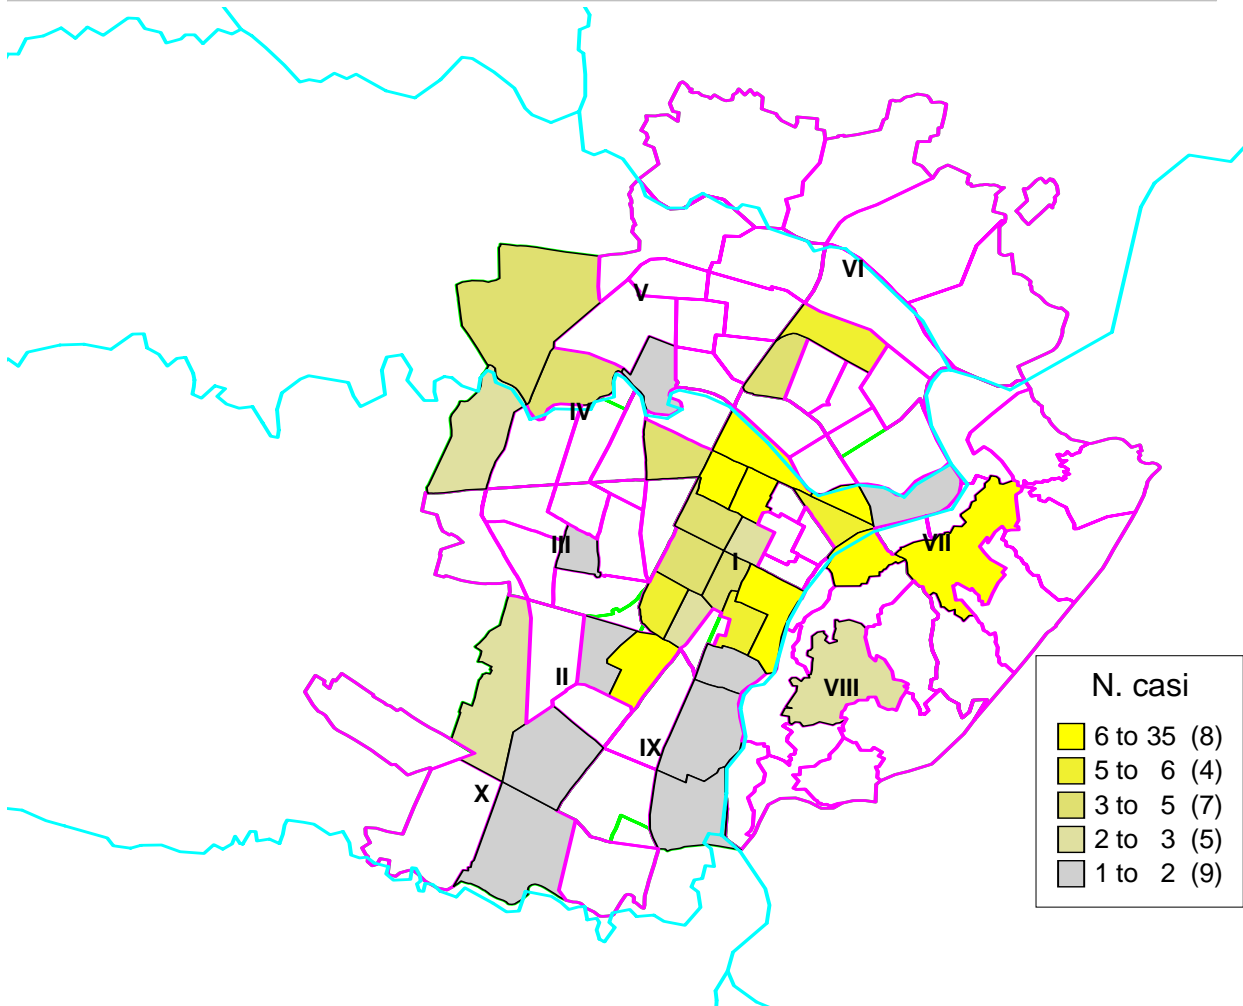 VI
V
IV
III
I
VII
II
VIII
IX
X
N. casi
6 to 35 (8)
5 to 6 (4)
3 to 5 (7)
2 to 3 (5)
1 to 2 (9)